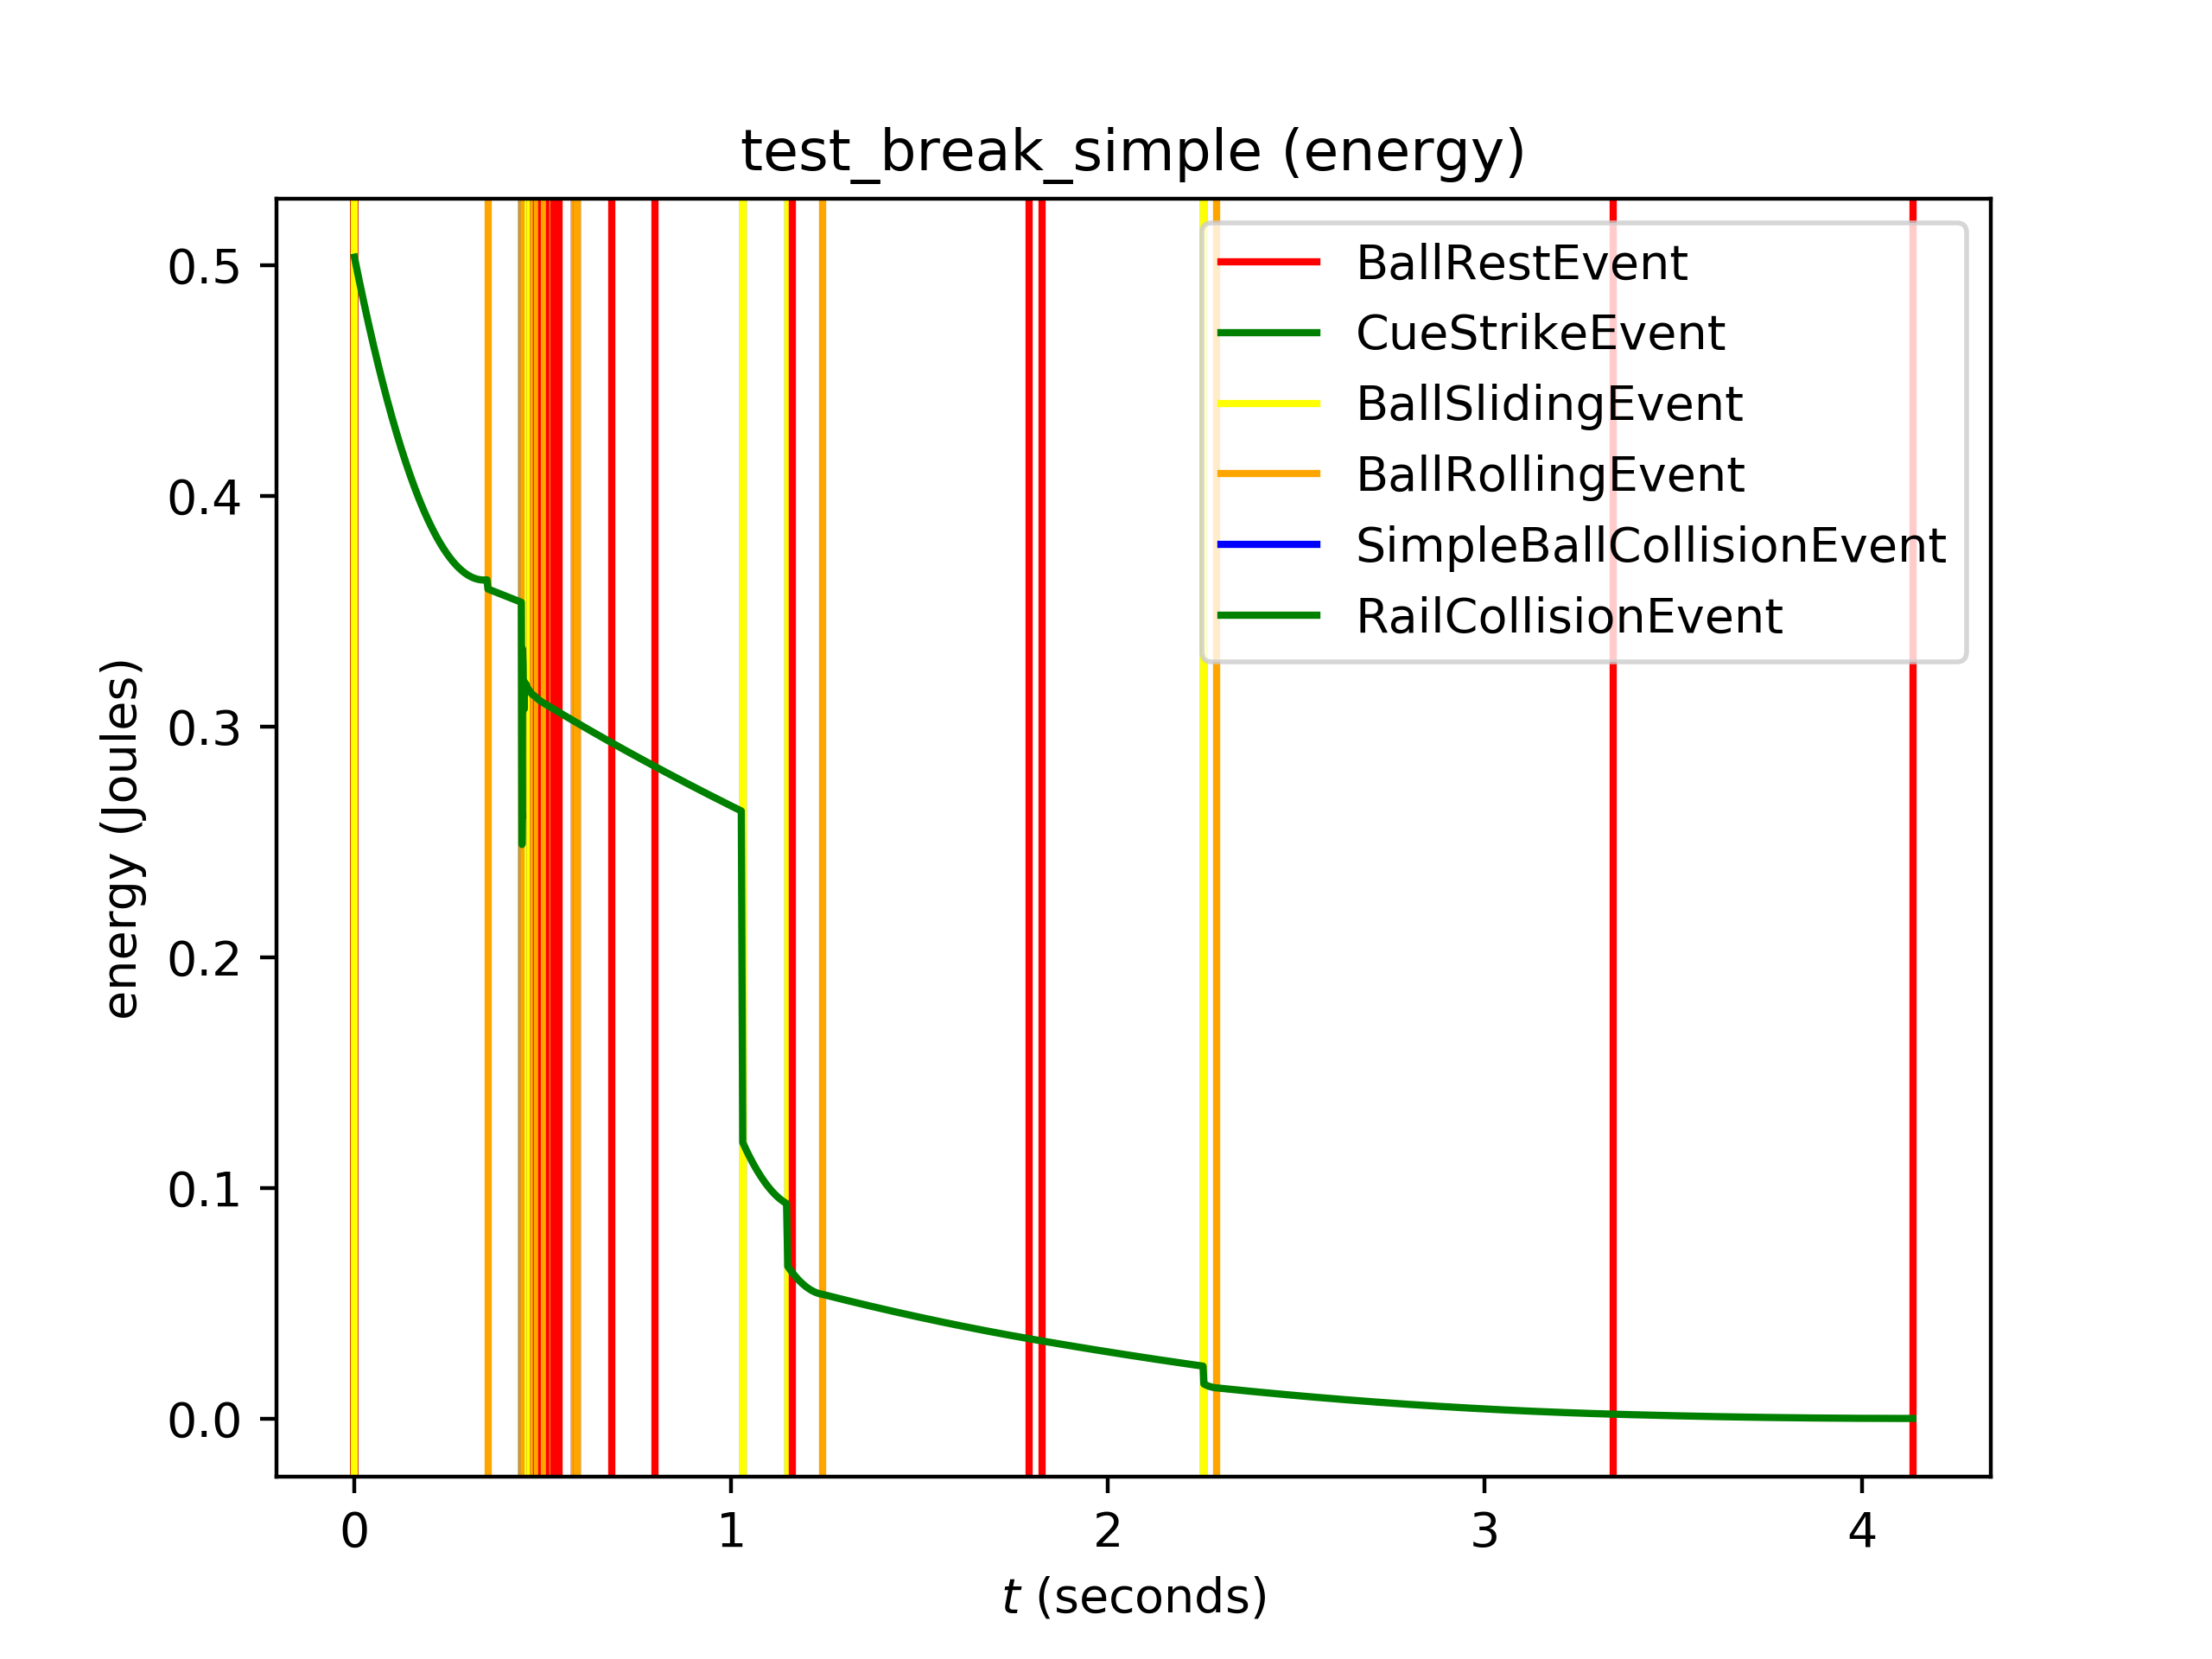 test_break_simple (energy)
0.5
0.4
0.3
0.2
0.1
0.0
energy (Joules)
BallRestEvent
CueStrikeEvent
BallSlidingEvent
BallRollingEvent
SimpleBallCollisionEvent
RailCollisionEvent
0 1 2 3 4
t (seconds)